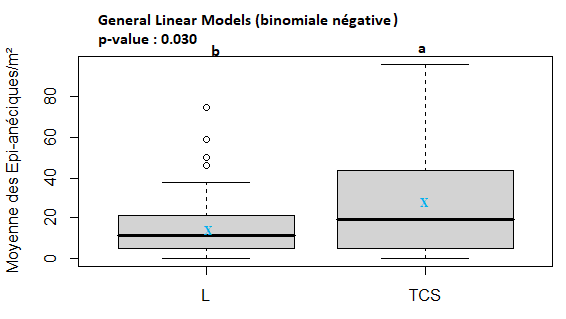 General Linear Models (binomiale négative)
p-value : 0.030
b a
Moyenne des Epi-anéciques/m²
80
60
40
20
0
x x
L TCS